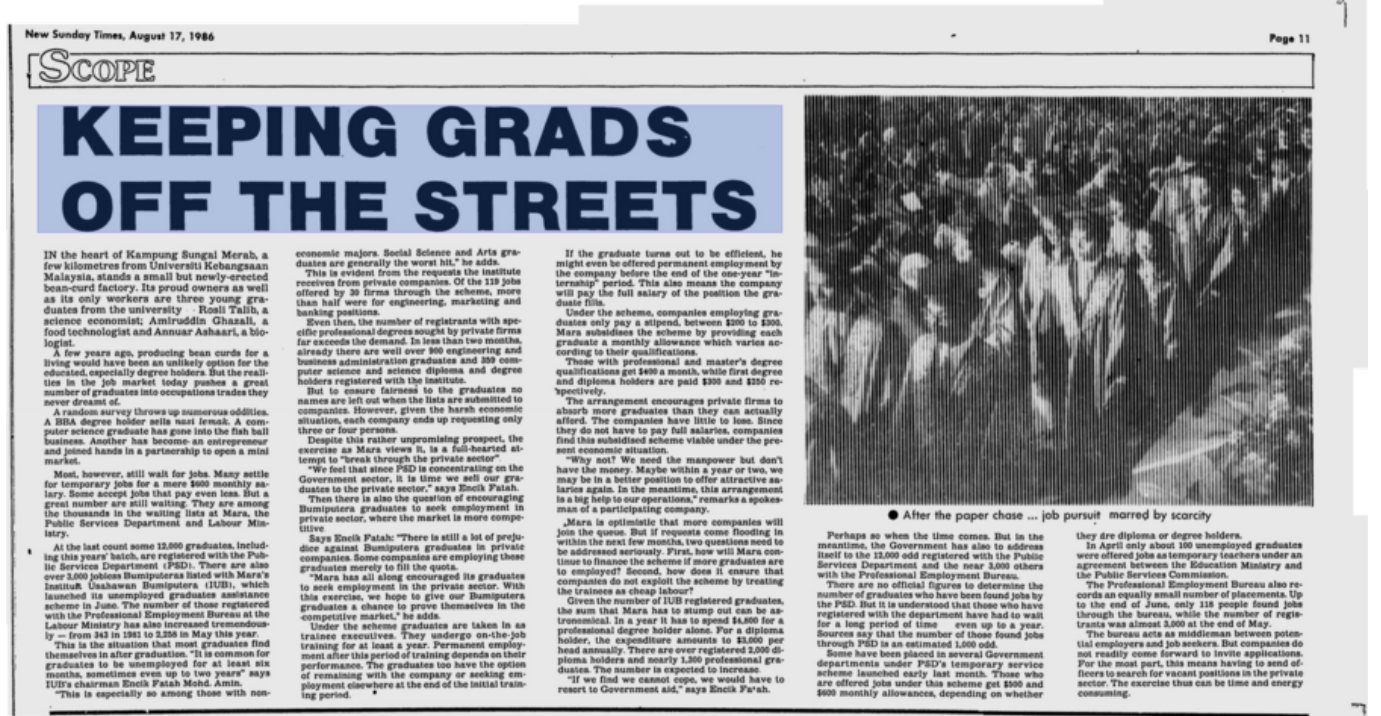 New Sunday Times, August 17, 1986
Page 11
SCOPE
KEEPING GRADS
OFF THE STREETS
IN the heart of Kampung Sungai Merab, a
few kilometres from Universiti Kebangsaan
Malaysia, stands a small but newly-erected
bean-curd factory. Its proud owners as well
as its only workers are three young gra-
duates from the university Rosli Talib, a
science economist; Amiruddin Ghazali, a
food technologist and Annuar Ashaari, a bio-
logist.
A few years ago, producing bean curds for a
living would have been an unlikely option for the
educated, especially degree holders. But the reali-
ties in the job market today pushes a great
number of graduates into occupations trades they
never dreamt of.
A random survey throws up numerous oddities.
A BBA degree holder sells nasi lemak. A com-
puter science graduate has gone into the fish ball
business. Another has become an entrepreneur
and joined hands in a partnership to open a mini
market.
Most, however, still wait for jobs. Many settle
for temporary jobs for a mere $600 monthly sa-
lary. Some accept jobs that pay even less. But a
great number are still waiting. They are among
the thousands in the waiting lists at Mara, the
Public Services Department and Labour Min-
istry.
At the last count some 12,000 graduates, includ-
ing this years' batch, are registered with the Pub-
lic Services Department (PSD). There are also
over 3,000 jobless Bumiputeras listed with Mara's
Institut Usahawan Bumiputera (IUB), which
launched its unemployed graduates assistance
scheme in June. The number of those registered
with the Professional Employment Bureau at the
Labour Ministry has also increased tremendous-
ly — from 343 in 1981 to 2,258 in May this year.
This is the situation that most graduates find
themselves in after graduation. "It is common for
graduates to be unemployed for at least six
months, sometimes even up to two years" says
IUB's chairman Encik Fatah Mohd. Amin.
"This is especially so among those with non-
economic majors. Social Science and Arts gra-
duates are generally the worst hit," he adds.
This is evident from the requests the institute
receives from private companies. Of the 119 jobs
offered by 30 firms through the scheme, more
than half were for engineering, marketing and
banking positions.
Even then, the number of registrants with spe-
cific professional degrees sought by private firms
far exceeds the demand. In less than two months,
already there are well over 900 engineering and
business administration graduates and 359 com-
puter science and science diploma and degree
holders registered with the institute.
But to ensure fairness to the graduates no
names are left out when the lists are submitted to
companies. However, given the harsh economic
situation, each company ends up requesting only
three or four persons.
Despite this rather unpromising prospect, the
exercise as Mara views it, is a full-hearted at-
tempt to "break through the private sector".
"We feel that since PSD is concentrating on the
Government sector, it is time we sell our gra-
duates to the private sector," says Encik Fatah.
Then there is also the question of encouraging
Bumiputera graduates to seek employment in
private sector, where the market is more compe-
titive.
Says Encik Fatah: "There is still a lot of preju-
dice against Bumiputera graduates in private
companies. Some companies are employing these
graduates merely to fill the quota.
"Mara has all along encouraged its graduates
to seek employment in the private sector. With
this exercise, we hope to give our Bumiputera
graduates a chance to prove themselves in the
competitive market," he adds.
Under the scheme graduates are taken in as
trainee executives. They undergo on-the-job
training for at least a year. Permanent employ-
ment after this period of training depends on their
performance. The graduates too have the option
of remaining with the company or seeking em-
ployment elsewhere at the end of the initial train-
ing period.
If the graduate turns out to be efficient, he
might even be offered permanent employment by
the company before the end of the one-year "in-
ternship" period. This also means the company
will pay the full salary of the position the gra-
duate fills.
Under the scheme, companies employing gra-
duates only pay a stipend, between $200 to $300.
Mara subsidises the scheme by providing each
graduate a monthly allowance which varies ac-
cording to their qualifications.
Those with professional and master's degree
qualifications get $400 a month, while first degree
and diploma holders are paid $300 and $250 re-
spectively.
The arrangement encourages private firms to
absorb more graduates than they can actually
afford. The companies have little to lose. Since
they do not have to pay full salaries, companies
find this subsidised scheme viable under the pre-
sent economic situation.
"Why not? We need the manpower but don't
have the money. Maybe within a year or two, we
may be in a better position to offer attractive sa-
laries again. In the meantime, this arrangement
is a big help to our operations," remarks a spokes-
man of a participating company.
Mara is optimistic that more companies will
join the queue. But if requests come flooding in
within the next few months, two questions need to
be addressed seriously. First, how will Mara con-
tinue to finance the scheme if more graduates are
to employed? Second, how does it ensure that
companies do not exploit the scheme by treating
the trainees as cheap labour?
Given the number of IUB registered graduates,
the sum that Mara has to stump out can be as-
tronomical. In a year it has to spend $4,800 for a
professional degree holder alone. For a diploma
holder, the expenditure amounts to $3,000 per
head annually. There are over registered 2,000 di-
ploma holders and nearly 1,300 professional gra-
duates. The number is expected to increase.
"If we find we cannot cope, we would have to
resort to Government aid," says Encik Fatah.
● After the paper chase ... job pursuit marred by scarcity
Perhaps so when the time comes. But in the
meantime, the Government has also to address
itself to the 12,000 odd registered with the Public
Services Department and the near 3,000 others
with the Professional Employment Bureau.
There are no official figures to determine the
number of graduates who have been found jobs by
the PSD. But it is understood that those who have
registered with the department have had to wait
for a long period of time even up to a year.
Sources say that the number of those found jobs
through PSD is an estimated 1,000 odd.
Some have been placed in several Government
departments under PSD's temporary service
scheme launched early last month. Those who
are offered jobs under this scheme get $500 and
$600 monthly allowances, depending on whether
they are diploma or degree holders.
In April only about 100 unemployed graduates
were offered jobs as temporary teachers under an
agreement between the Education Ministry and
the Public Services Commission.
The Professional Employment Bureau also re-
cords an equally small number of placements. Up
to the end of June, only 118 people found jobs
through the bureau, while the number of regis-
trants was almost 3,000 at the end of May.
The bureau acts as middleman between poten-
tial employers and job seekers. But companies do
not readily come forward to invite applications.
For the most part, this means having to send of-
ficers to search for vacant positions in the private
sector. The exercise thus can be time and energy
consuming.